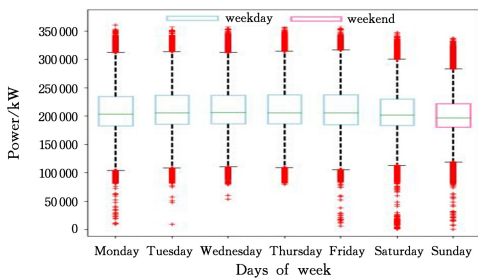 weekday weekend
350 000
300 000
250 000
200 000
150 000
100 000
50 000
0
Power/kW
Monday Tuesday Wednesday Thursday Friday Saturday Sunday
Days of week